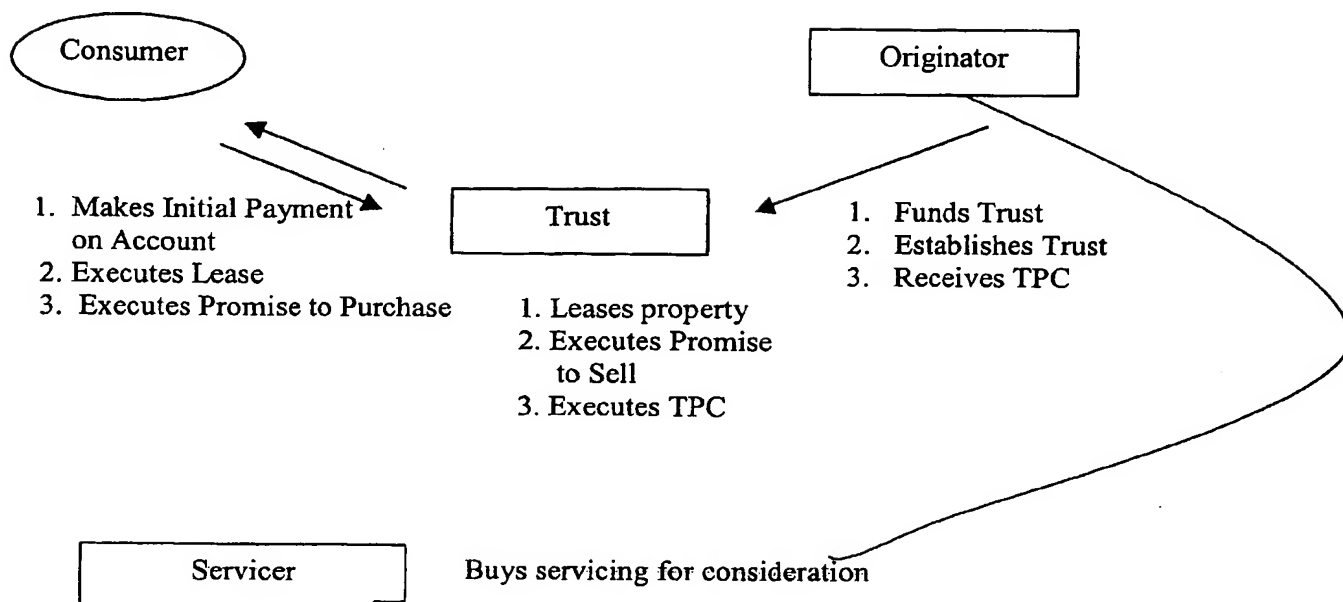 Consumer
Originator
Trust
1. Makes Initial Payment
on Account
2. Executes Lease
3. Executes Promise to Purchase
1. Leases property
2. Executes Promise
to Sell
3. Executes TPC
1. Funds Trust
2. Establishes Trust
3. Receives TPC
Servicer
Buys servicing for consideration